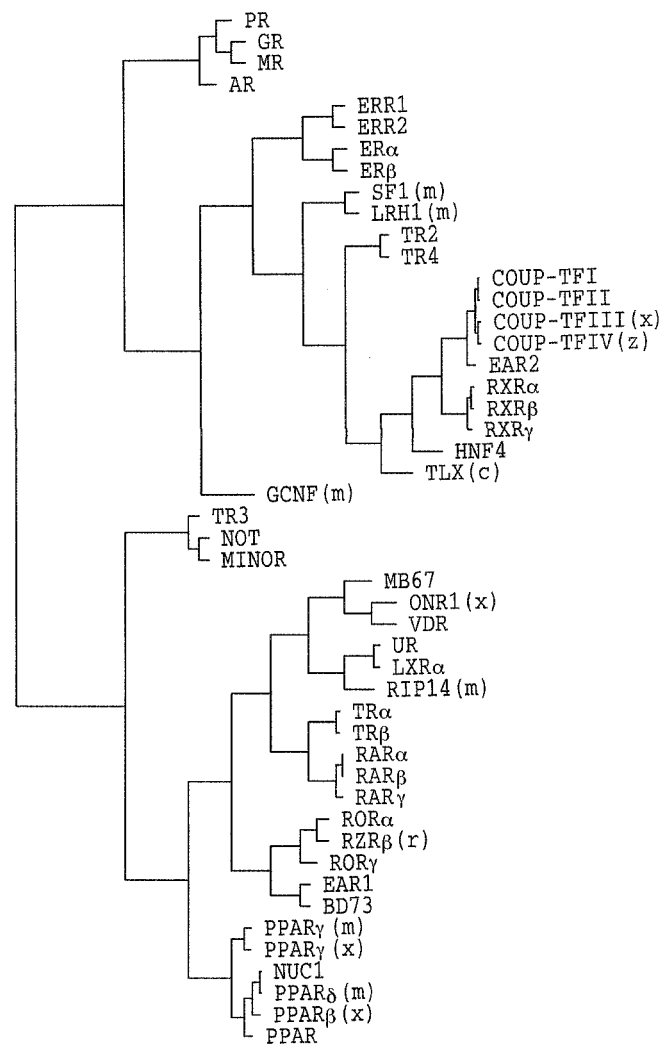 PR
GR
MR
AR
ERR1
ERR2
ERα
ERβ
SF1(m)
LRH1(m)
TR2
TR4
COUP-TFI
COUP-TFII
COUP-TFIII(x)
COUP-TFIV(z)
EAR2
RXRα
RXRβ
RXRγ
HNF4
TLX(c)
GCNF(m)
TR3
NOT
MINOR
MB67
ONR1(x)
VDR
UR
LXRα
RIP14(m)
TRα
TRβ
RARα
RARβ
RARγ
RORα
RZRβ(r)
RORγ
EAR1
BD73
PPARγ(m)
PPARγ(x)
NUC1
PPARδ(m)
PPARβ(x)
PPAR